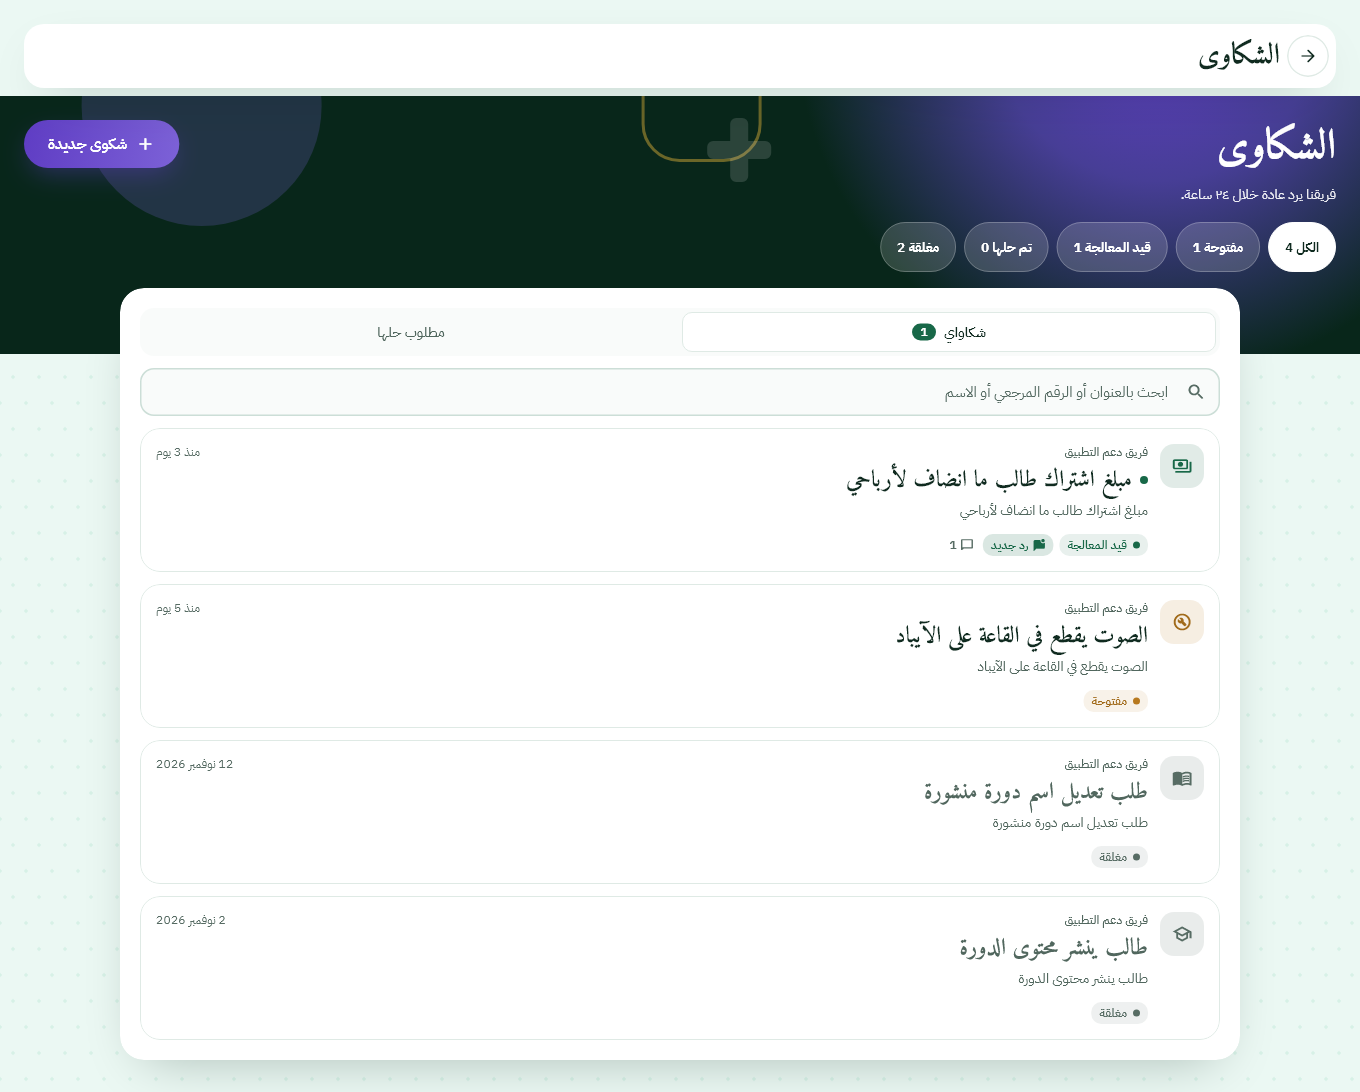 الشكاوى
الشكاوى
شكوى جديدة
فريقنا يرد عادة خلال ٢٤ ساعة.
الكل 4
مفتوحة 1
قيد المعالجة 1
تم حلها 0
مغلقة 2
شكاواي 1
مطلوب حلها
ابحث بالعنوان أو الرقم المرجعي أو الاسم
فريق دعم التطبيق
منذ 3 يوم
مبلغ اشتراك طالب ما انضاف لأرباحي
مبلغ اشتراك طالب ما انضاف لأرباحي
قيد المعالجة
رد جديد
1
فريق دعم التطبيق
منذ 5 يوم
الصوت يقطع في القاعة على الآيباد
الصوت يقطع في القاعة على الآيباد
مفتوحة
فريق دعم التطبيق
12 نوفمبر 2026
طلب تعديل اسم دورة منشورة
طلب تعديل اسم دورة منشورة
مغلقة
فريق دعم التطبيق
2 نوفمبر 2026
طالب ينشر محتوى الدورة
طالب ينشر محتوى الدورة
مغلقة